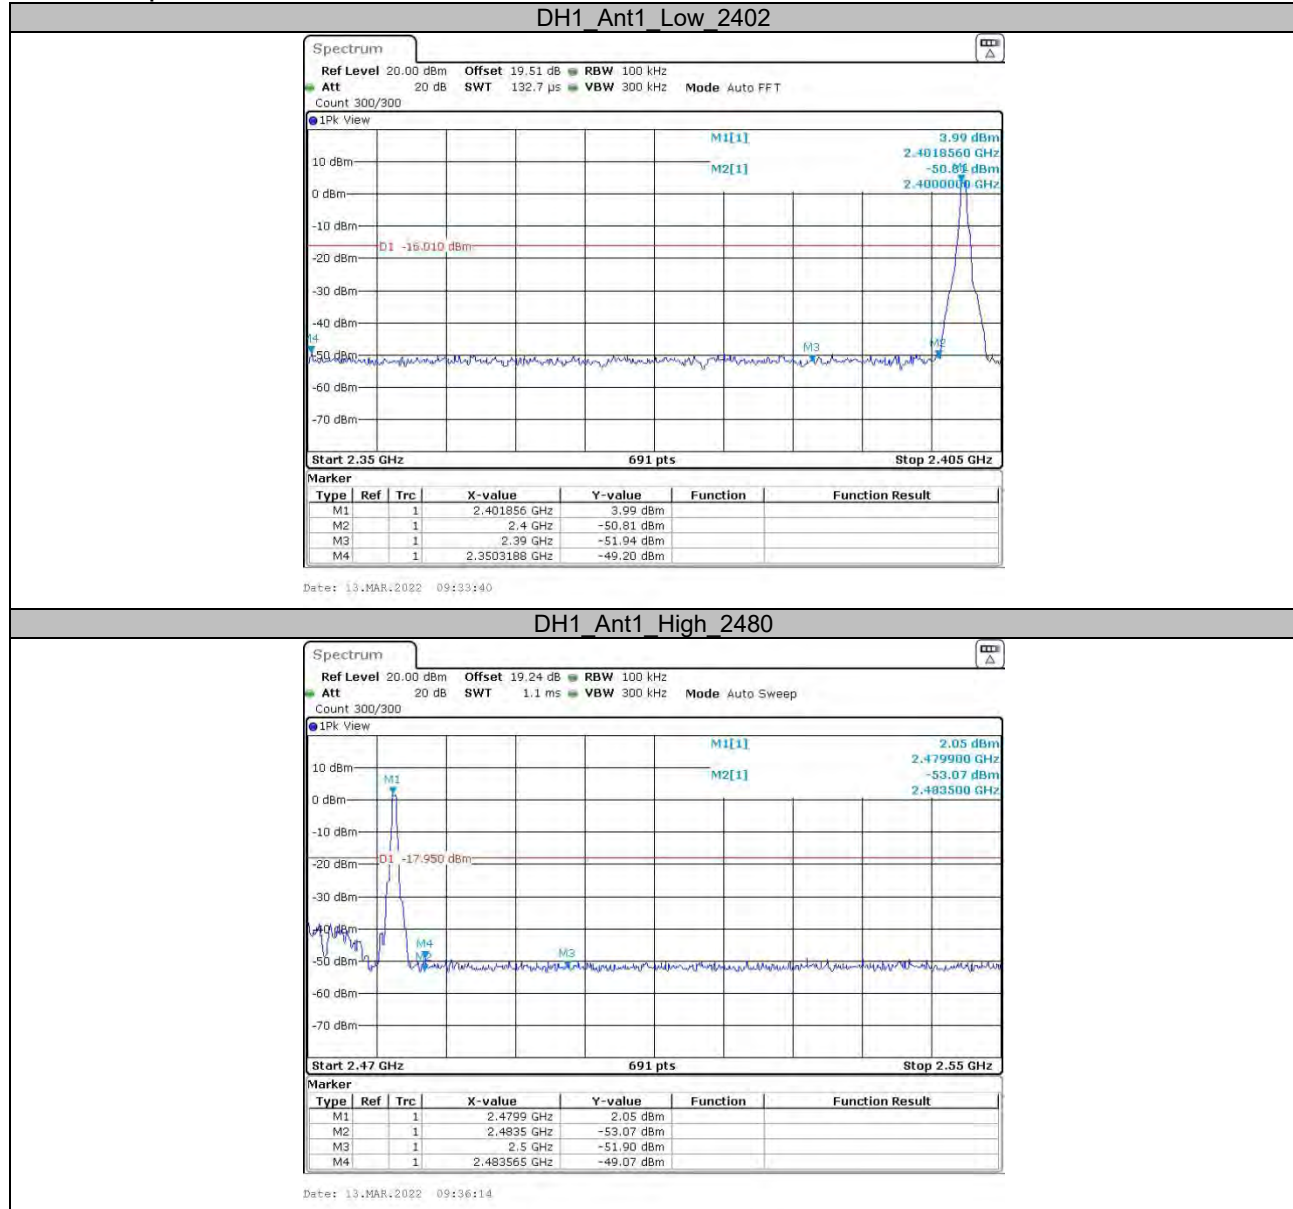 DH1_Ant1_Low_2402
Spectrum
Ref Level 20.00 dBm Offset 19.51 dB RBW 100 kHz
Att 20 dB SWT 132.7 µs VBW 300 kHz Mode Auto FFT
Count 300/300
1Pk View
M1[1] 3.99 dBm
2.4018560 GHz
M2[1] -50.81 dBm
2.4000000 GHz
M1
10 dBm
0 dBm
-10 dBm
D1 -16.010 dBm
-20 dBm
-30 dBm
-40 dBm
M4
M3
M2
-50 dBm
-60 dBm
-70 dBm
Start 2.35 GHz 691 pts Stop 2.405 GHz
Marker
Type Ref Trc X-value Y-value Function Function Result
M1 1 2.401856 GHz 3.99 dBm
M2 1 2.4 GHz -50.81 dBm
M3 1 2.39 GHz -51.94 dBm
M4 1 2.3503188 GHz -49.20 dBm
Date: 13.MAR.2022 09:33:40
DH1_Ant1_High_2480
Spectrum
Ref Level 20.00 dBm Offset 19.24 dB RBW 100 kHz
Att 20 dB SWT 1.1 ms VBW 300 kHz Mode Auto Sweep
Count 300/300
1Pk View
M1[1] 2.05 dBm
2.479900 GHz
M2[1] -53.07 dBm
2.483500 GHz
10 dBm
M1
0 dBm
-10 dBm
D1 -17.950 dBm
-20 dBm
-30 dBm
-40 dBm
M4
M2
M3
-50 dBm
-60 dBm
-70 dBm
Start 2.47 GHz 691 pts Stop 2.55 GHz
Marker
Type Ref Trc X-value Y-value Function Function Result
M1 1 2.4799 GHz 2.05 dBm
M2 1 2.4835 GHz -53.07 dBm
M3 1 2.5 GHz -51.90 dBm
M4 1 2.483565 GHz -49.07 dBm
Date: 13.MAR.2022 09:36:14